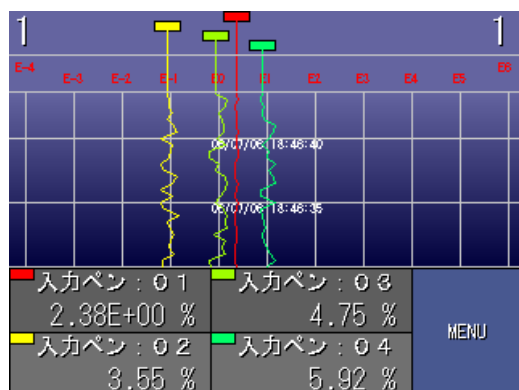 1 1
E-4 E-3 E-2 E-1 E0 E1 E2 E3 E4 E5 E6
06/07/06 18:46:40
06/07/06 18:46:35
入力ペン:01 入力ペン:03
2.38E+00 % 4.75 %
MENU
入力ペン:02 入力ペン:04
3.55 % 5.92 %